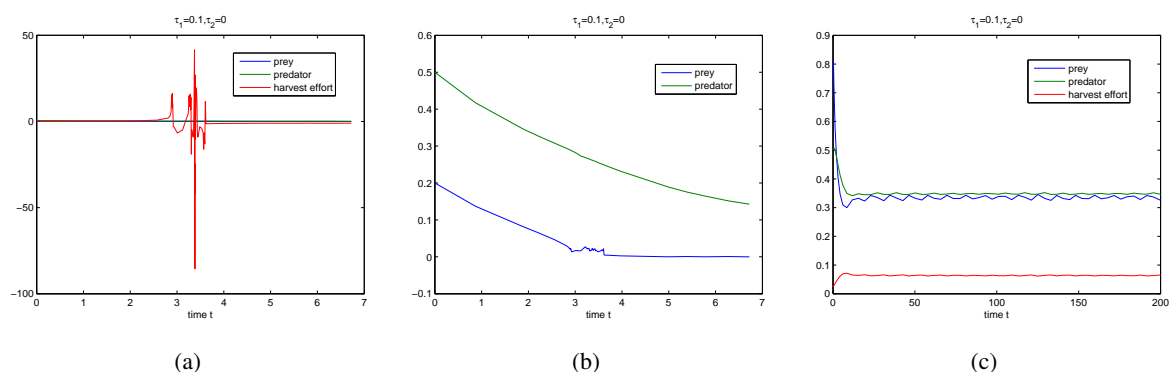 τ1=0.1,τ2=0
50
0
−50
−100
0 1 2 3 4 5 6 7
time t
prey
predator
harvest effort
(a)
τ1=0.1,τ2=0
0.6
0.5
0.4
0.3
0.2
0.1
0
−0.1
0 1 2 3 4 5 6 7
time t
prey
predator
(b)
τ1=0.1,τ2=0
0.9
0.8
0.7
0.6
0.5
0.4
0.3
0.2
0.1
0
0 50 100 150 200
time t
prey
predator
harvest effort
(c)